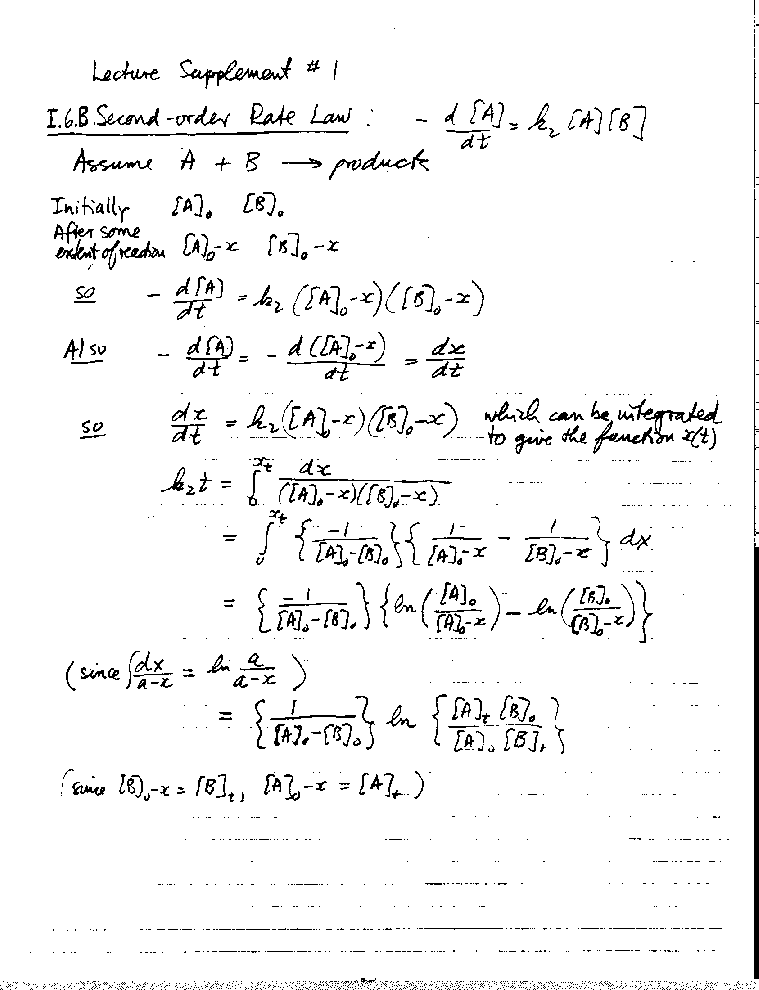 Lecture Supplement # 1
I.6.B. Second-order Rate Law : - d[A]/dt = k₂ [A][B]
Assume A + B → products
Initially [A]₀ [B]₀
After some
extent of reaction [A]₀-x [B]₀-x
so - d[A]/dt = k₂ ([A]₀-x)([B]₀-x)
Also - d[A]/dt = - d([A]₀-x)/dt = dx/dt
so dx/dt = k₂([A]₀-x)([B]₀-x) which can be integrated
to give the function x(t)
k₂t = ∫₀^{x_t} dx/(([A]₀-x)([B]₀-x))
= ∫₀^{x_t} {-1/([A]₀-[B]₀)}{1/([A]₀-x) - 1/([B]₀-x)} dx
= {-1/([A]₀-[B]₀)} {ln([A]₀/([A]₀-x)) - ln([B]₀/([B]₀-x))}
(since ∫dx/(a-x) = ln a/(a-x) )
= {1/([A]₀-[B]₀)} ln {[A]ₜ[B]₀/([A]₀[B]ₜ)}
(since [B]₀-x = [B]ₜ, [A]₀-x = [A]ₜ)